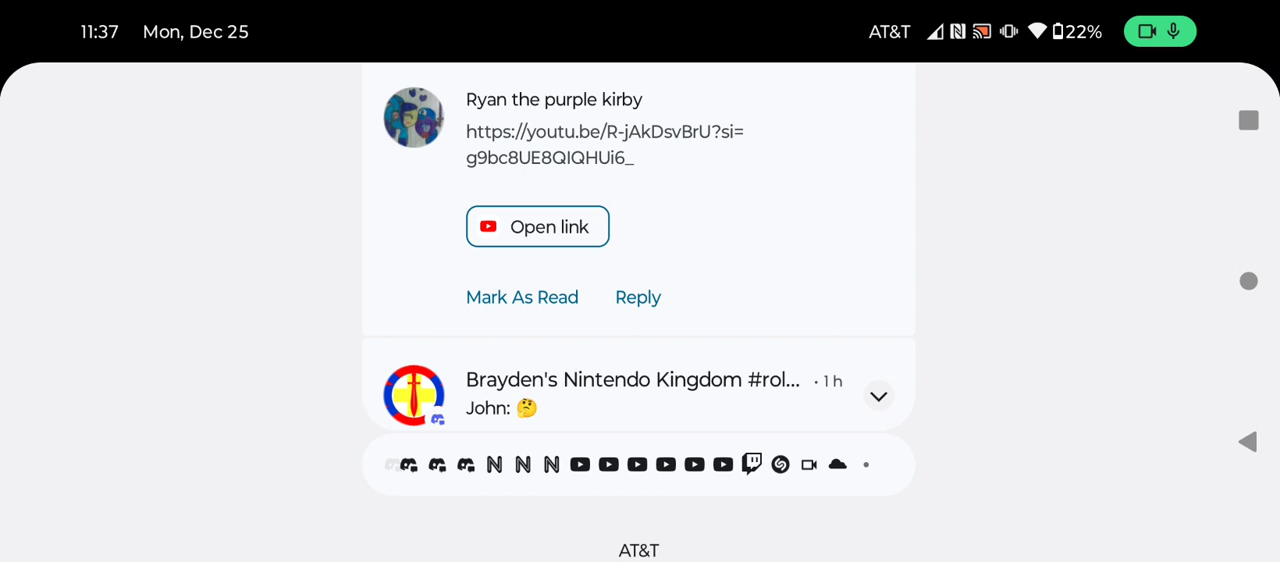 11:37 Mon, Dec 25 AT&T 22%
Ryan the purple kirby
https://youtu.be/R-jAkDsvBrU?si=
g9bc8UE8QIQHUi6_
Open link
Mark As Read Reply
Brayden's Nintendo Kingdom #rol... • 1 h
John: 🤔
AT&T